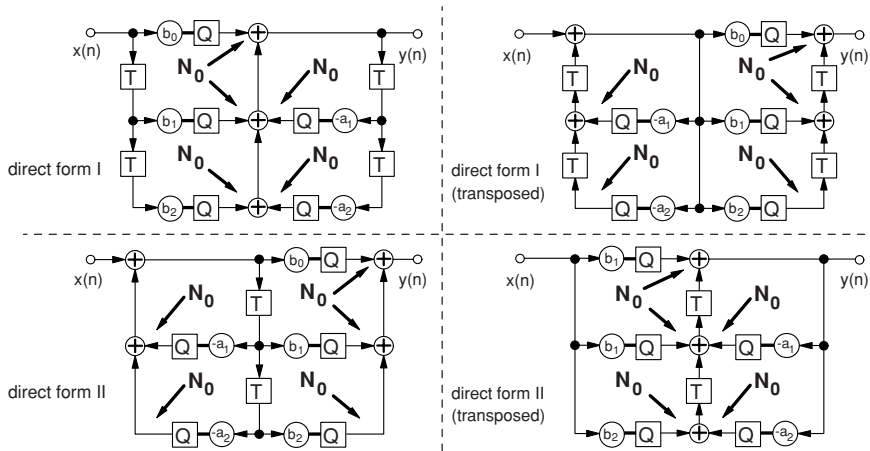 x(n) b0 Q y(n)
T N0 N0 T
b1 Q Q -a1
direct form I
T N0 N0 T
b2 Q Q -a2
x(n) b0 Q y(n)
T N0 N0 T
Q -a1 b1 Q
direct form I
(transposed)
T N0 N0 T
Q -a2 b2 Q
x(n) b0 Q y(n)
N0 T N0
Q -a1 b1 Q
direct form II
N0 T N0
Q -a2 b2 Q
x(n) b1 Q y(n)
N0 T N0
b1 Q Q -a1
direct form II
(transposed)
N0 T N0
b2 Q Q -a2